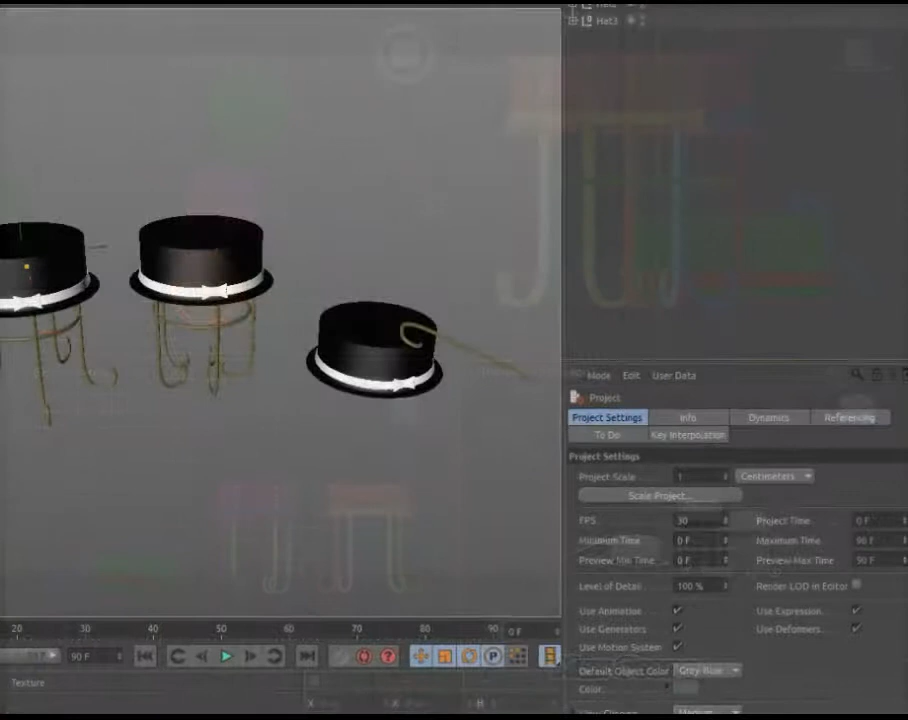 Hat3
Mode Edit User Data
Project
Project Settings Info Dynamics Referencing
To Do Key Interpolation
Project Settings
Project Scale... 1 Centimeters
Scale Project...
FPS 30 Project Time 0 F
Minimum Time 0 F Maximum Time 90 F
Preview Min Time 0 F Preview Max Time 90 F
Level of Detail 100 % Render LOD in Editor
Use Animation Use Expression
Use Generators Use Deformers
Use Motion System
Default Object Color Gray-Blue
Color
20 30 40 50 60 70 80 90 0 F
90 F
Texture
X X H